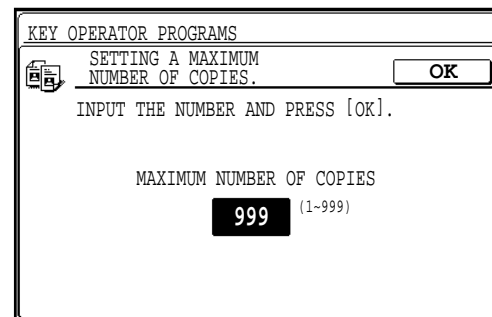 KEY OPERATOR PROGRAMS
SETTING A MAXIMUM
NUMBER OF COPIES.
OK
INPUT THE NUMBER AND PRESS [OK].
MAXIMUM NUMBER OF COPIES
999 (1~999)